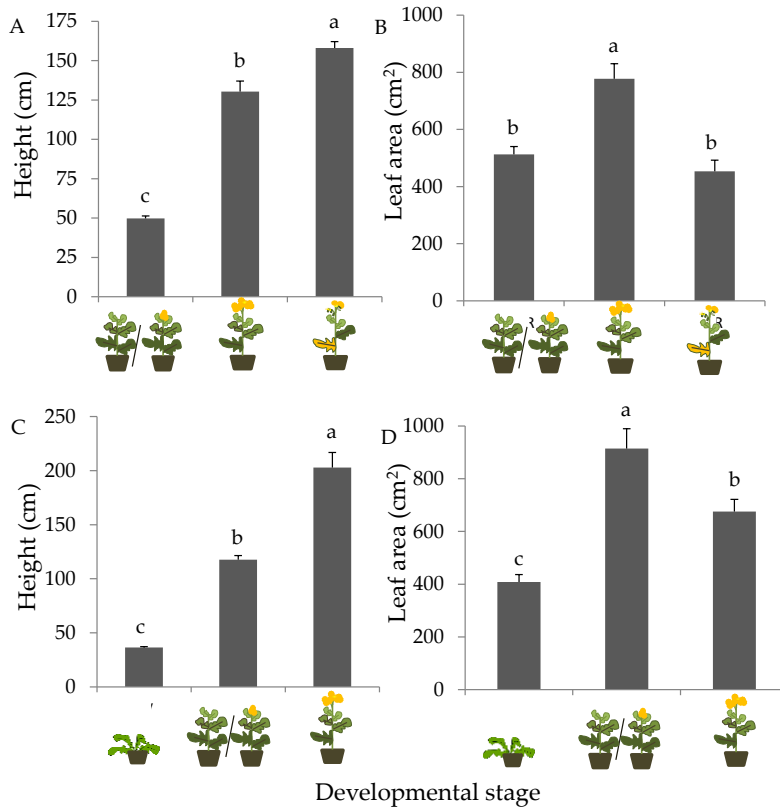 A
Height (cm)
175
150
125
100
75
50
25
0
c
b
a
B
Leaf area (cm²)
1000
800
600
400
200
0
b
a
b
C
Height (cm)
250
200
150
100
50
0
c
b
a
D
Leaf area (cm²)
1000
800
600
400
200
0
c
a
b
Developmental stage